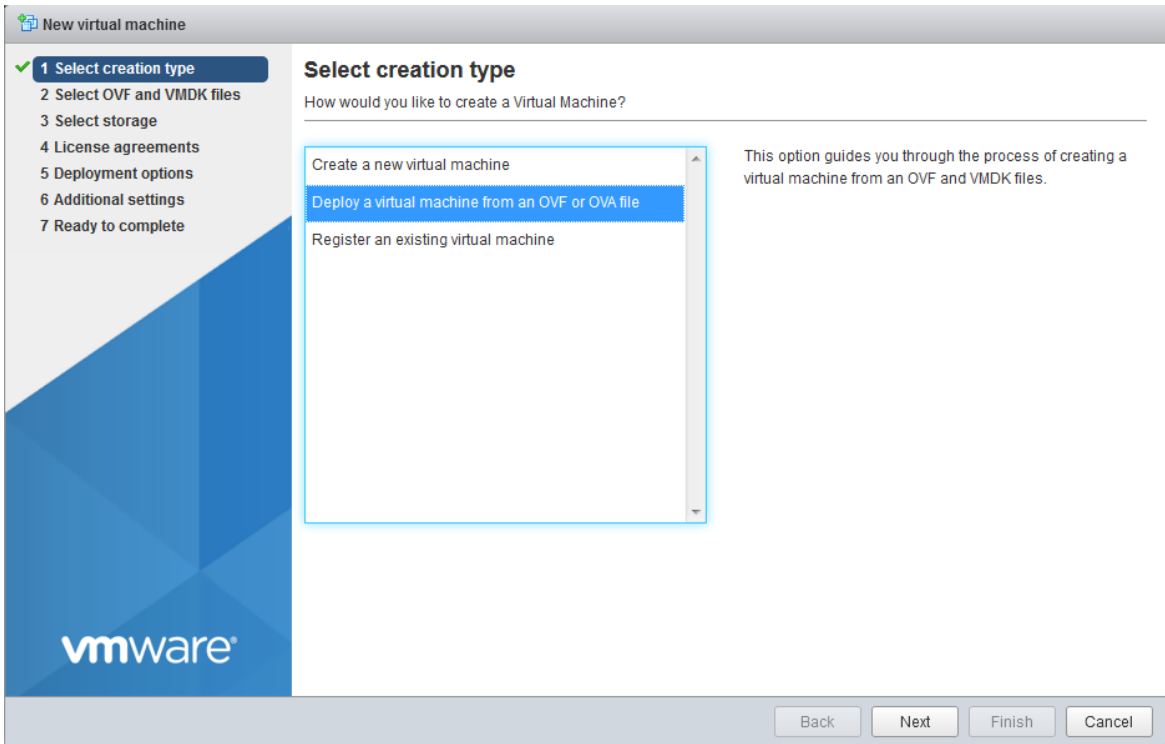 New virtual machine
1 Select creation type
2 Select OVF and VMDK files
3 Select storage
4 License agreements
5 Deployment options
6 Additional settings
7 Ready to complete
vmware®
Select creation type
How would you like to create a Virtual Machine?
Create a new virtual machine
Deploy a virtual machine from an OVF or OVA file
Register an existing virtual machine
This option guides you through the process of creating a
virtual machine from an OVF and VMDK files.
Back
Next
Finish
Cancel